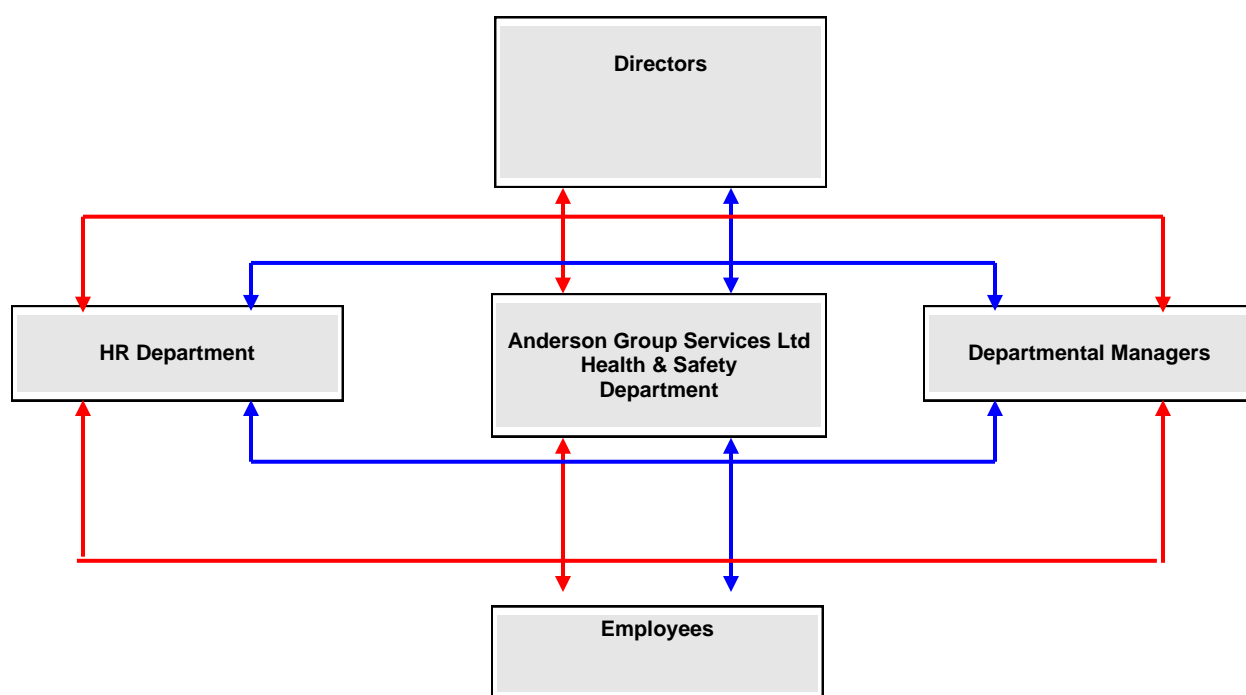 Directors
HR Department
Anderson Group Services Ltd
Health & Safety
Department
Departmental Managers
Employees